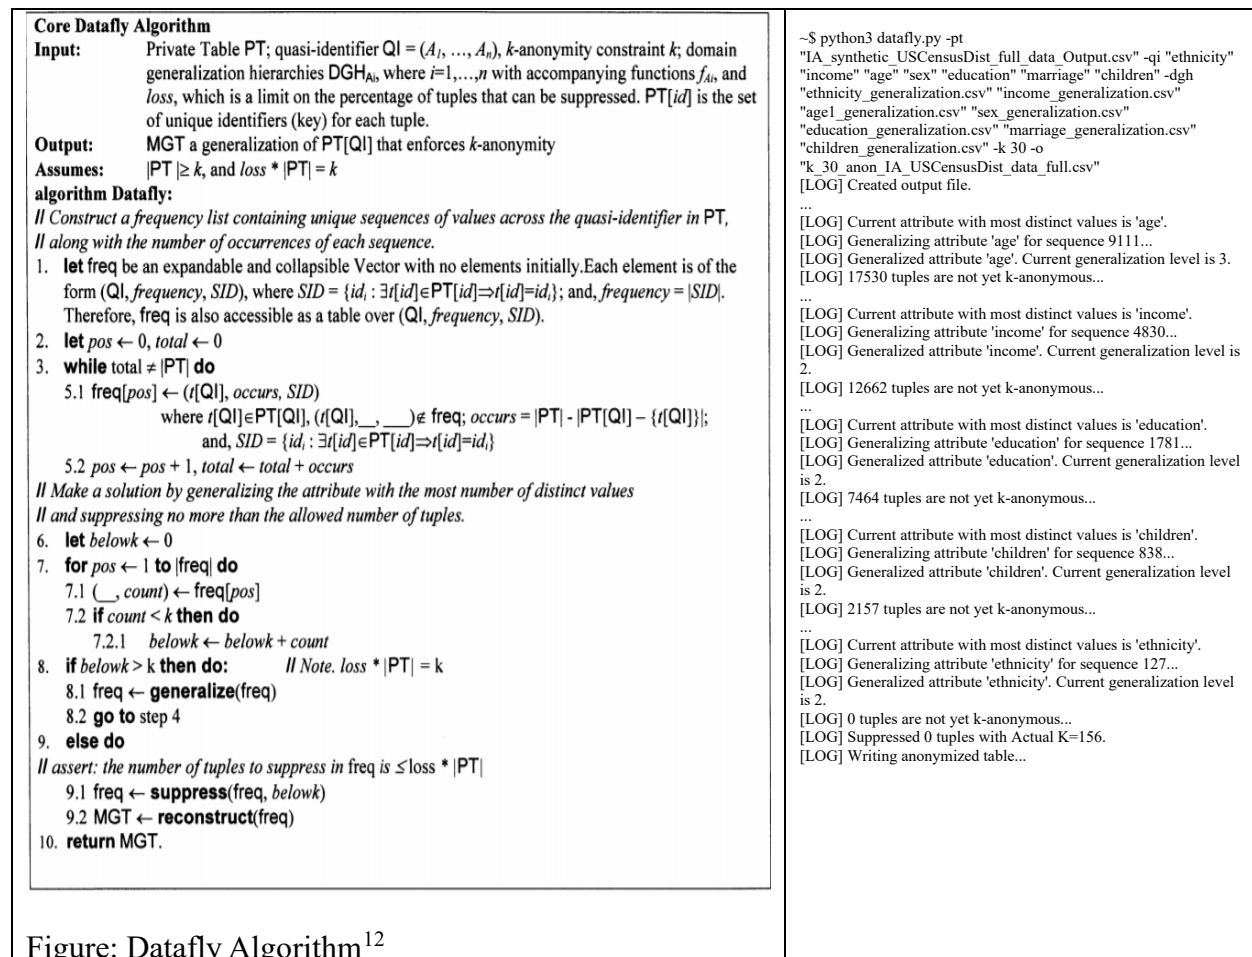 Core Datafly Algorithm
Input: Private Table PT; quasi-identifier QI = (A1, …, An), k-anonymity constraint k; domain
generalization hierarchies DGHAi, where i=1,…,n with accompanying functions fAi, and
loss, which is a limit on the percentage of tuples that can be suppressed. PT[id] is the set
of unique identifiers (key) for each tuple.
Output: MGT a generalization of PT[QI] that enforces k-anonymity
Assumes: |PT |≥ k, and loss * |PT| = k
algorithm Datafly:
// Construct a frequency list containing unique sequences of values across the quasi-identifier in PT,
// along with the number of occurrences of each sequence.
1. let freq be an expandable and collapsible Vector with no elements initially.Each element is of the
form (QI, frequency, SID), where SID = {idi : ∃t[id]∈PT[id]⇒t[id]=idi}; and, frequency = |SID|.
Therefore, freq is also accessible as a table over (QI, frequency, SID).
2. let pos ← 0, total ← 0
3. while total ≠ |PT| do
5.1 freq[pos] ← (t[QI], occurs, SID)
where t[QI]∈PT[QI], (t[QI],__, ___)∉ freq; occurs = |PT| - |PT[QI] – {t[QI]}|;
and, SID = {idi : ∃t[id]∈PT[id]⇒t[id]=idi}
5.2 pos ← pos + 1, total ← total + occurs
// Make a solution by generalizing the attribute with the most number of distinct values
// and suppressing no more than the allowed number of tuples.
6. let belowk ← 0
7. for pos ← 1 to |freq| do
7.1 (__, count) ← freq[pos]
7.2 if count < k then do
7.2.1 belowk ← belowk + count
8. if belowk > k then do: // Note. loss * |PT| = k
8.1 freq ← generalize(freq)
8.2 go to step 4
9. else do
// assert: the number of tuples to suppress in freq is ≤ loss * |PT|
9.1 freq ← suppress(freq, belowk)
9.2 MGT ← reconstruct(freq)
10. return MGT.
Figure: Datafly Algorithm12
~$ python3 datafly.py -pt
"IA_synthetic_USCensusDist_full_data_Output.csv" -qi "ethnicity"
"income" "age" "sex" "education" "marriage" "children" -dgh
"ethnicity_generalization.csv" "income_generalization.csv"
"age1_generalization.csv" "sex_generalization.csv"
"education_generalization.csv" "marriage_generalization.csv"
"children_generalization.csv" -k 30 -o
"k_30_anon_IA_USCensusDist_data_full.csv"
[LOG] Created output file.
...
[LOG] Current attribute with most distinct values is 'age'.
[LOG] Generalizing attribute 'age' for sequence 9111...
[LOG] Generalized attribute 'age'. Current generalization level is 3.
[LOG] 17530 tuples are not yet k-anonymous...
...
[LOG] Current attribute with most distinct values is 'income'.
[LOG] Generalizing attribute 'income' for sequence 4830...
[LOG] Generalized attribute 'income'. Current generalization level is
2.
[LOG] 12662 tuples are not yet k-anonymous...
...
[LOG] Current attribute with most distinct values is 'education'.
[LOG] Generalizing attribute 'education' for sequence 1781...
[LOG] Generalized attribute 'education'. Current generalization level
is 2.
[LOG] 7464 tuples are not yet k-anonymous...
...
[LOG] Current attribute with most distinct values is 'children'.
[LOG] Generalizing attribute 'children' for sequence 838...
[LOG] Generalized attribute 'children'. Current generalization level
is 2.
[LOG] 2157 tuples are not yet k-anonymous...
...
[LOG] Current attribute with most distinct values is 'ethnicity'.
[LOG] Generalizing attribute 'ethnicity' for sequence 127...
[LOG] Generalized attribute 'ethnicity'. Current generalization level
is 2.
[LOG] 0 tuples are not yet k-anonymous...
[LOG] Suppressed 0 tuples with Actual K=156.
[LOG] Writing anonymized table...